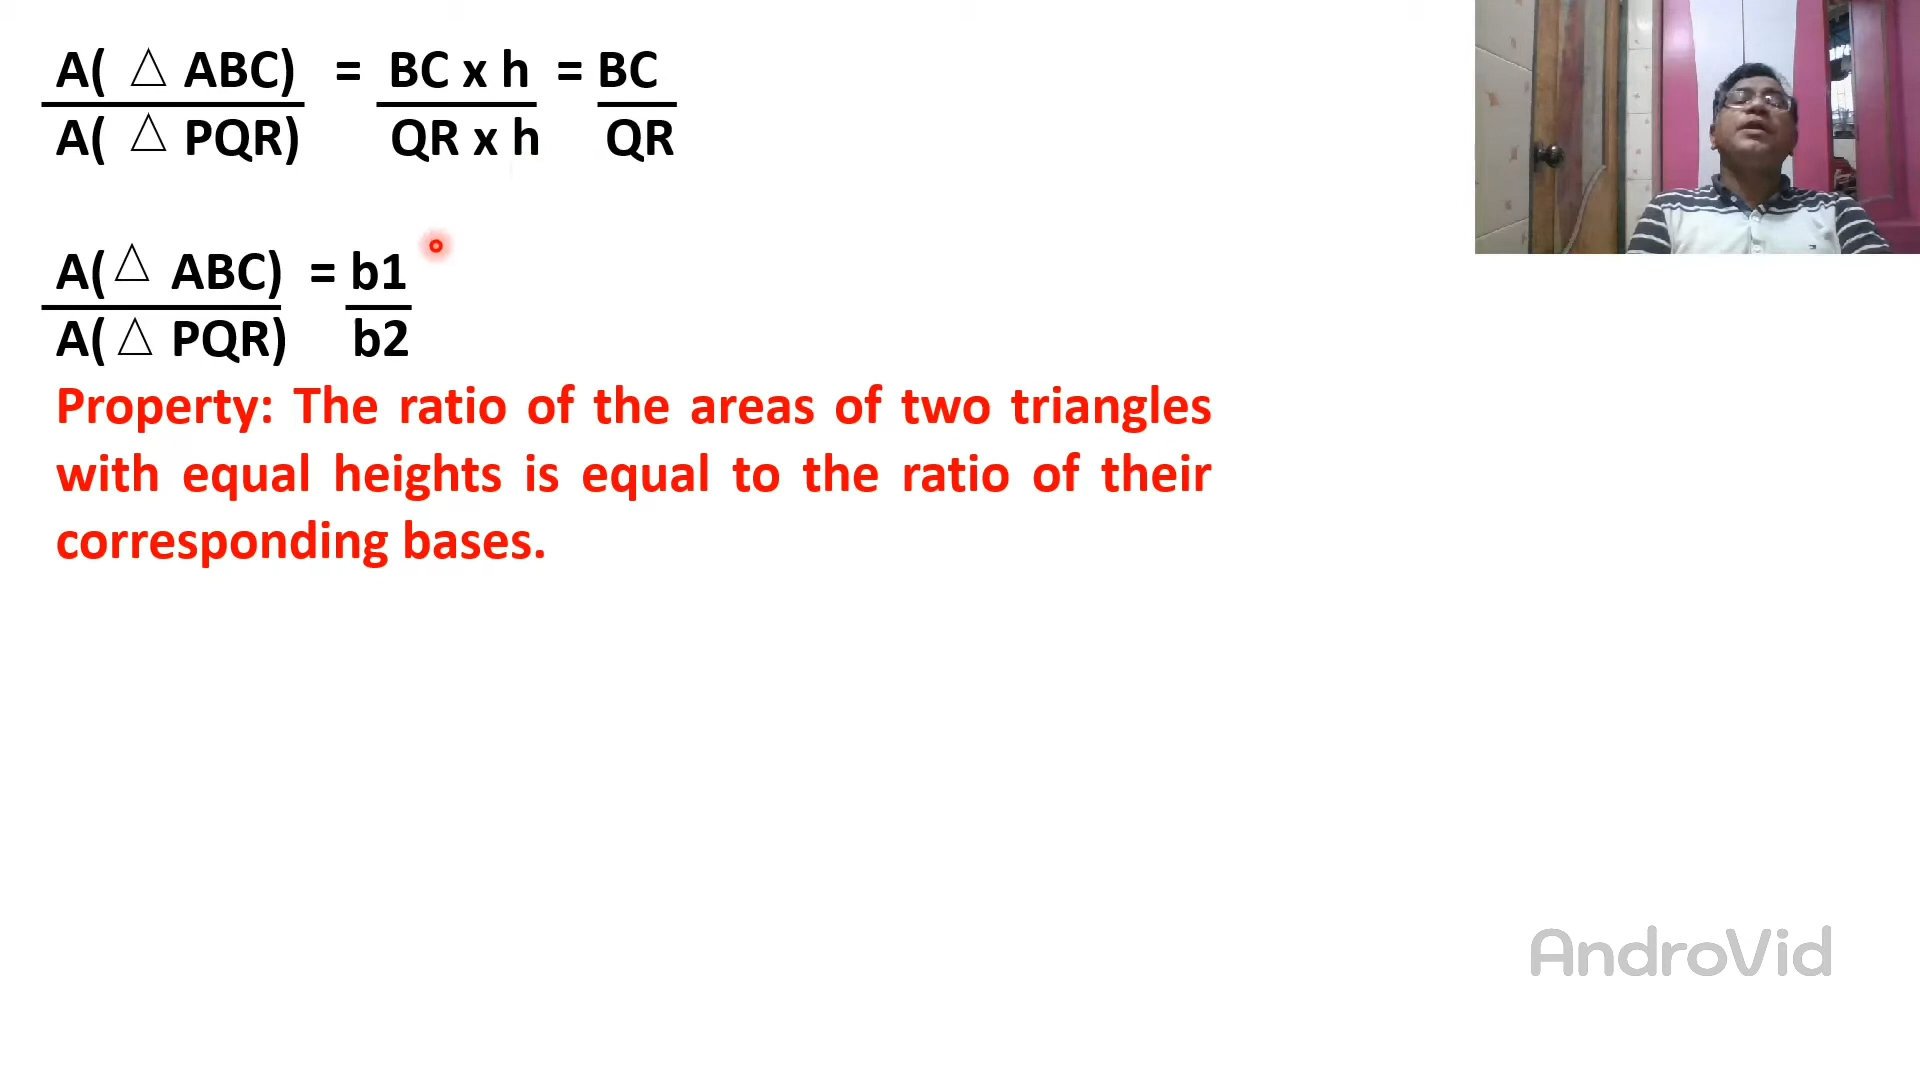 A( △ ABC) = BC x h = BC
A( △ PQR) QR x h QR
A( △ ABC) = b1
A( △ PQR) b2
Property: The ratio of the areas of two triangles
with equal heights is equal to the ratio of their
corresponding bases.
AndroVid